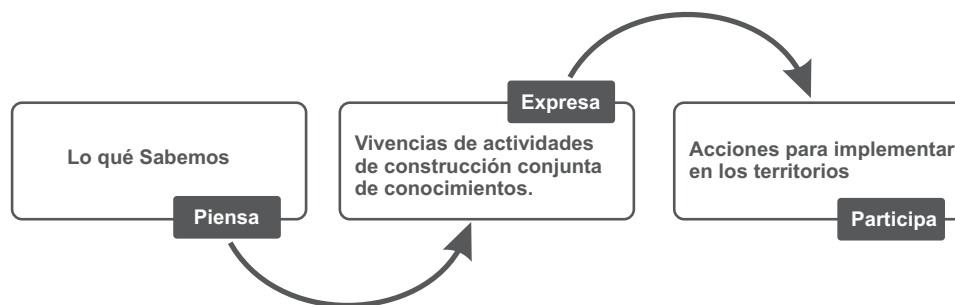 Lo qué Sabemos
Piensa
Expresa
Vivencias de actividades
de construcción conjunta
de conocimientos.
Acciones para implementar
en los territorios
Participa